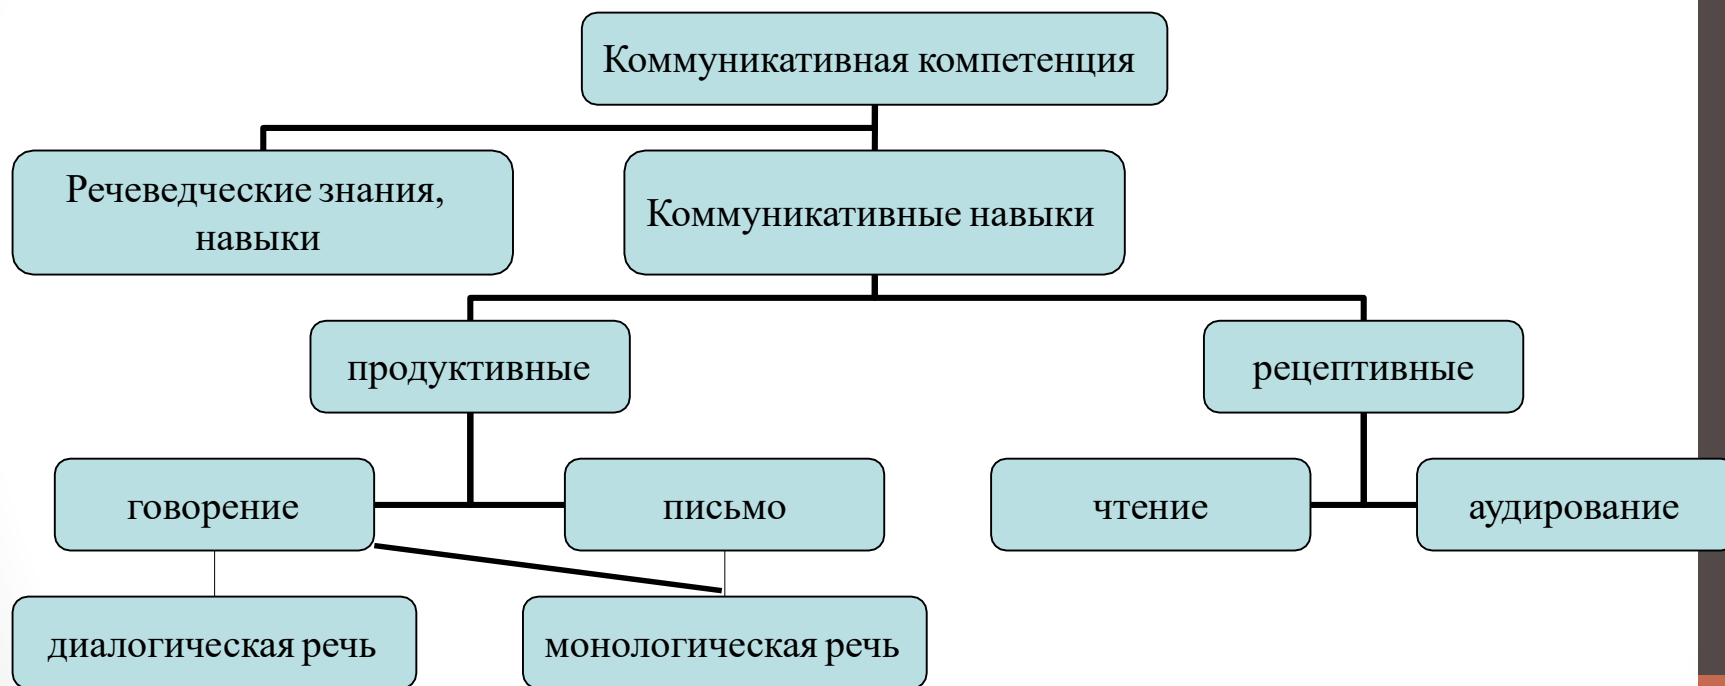 Коммуникативная компетенция
Речеведческие знания,
навыки
Коммуникативные навыки
продуктивные
рецептивные
говорение
письмо
чтение
аудирование
диалогическая речь
монологическая речь